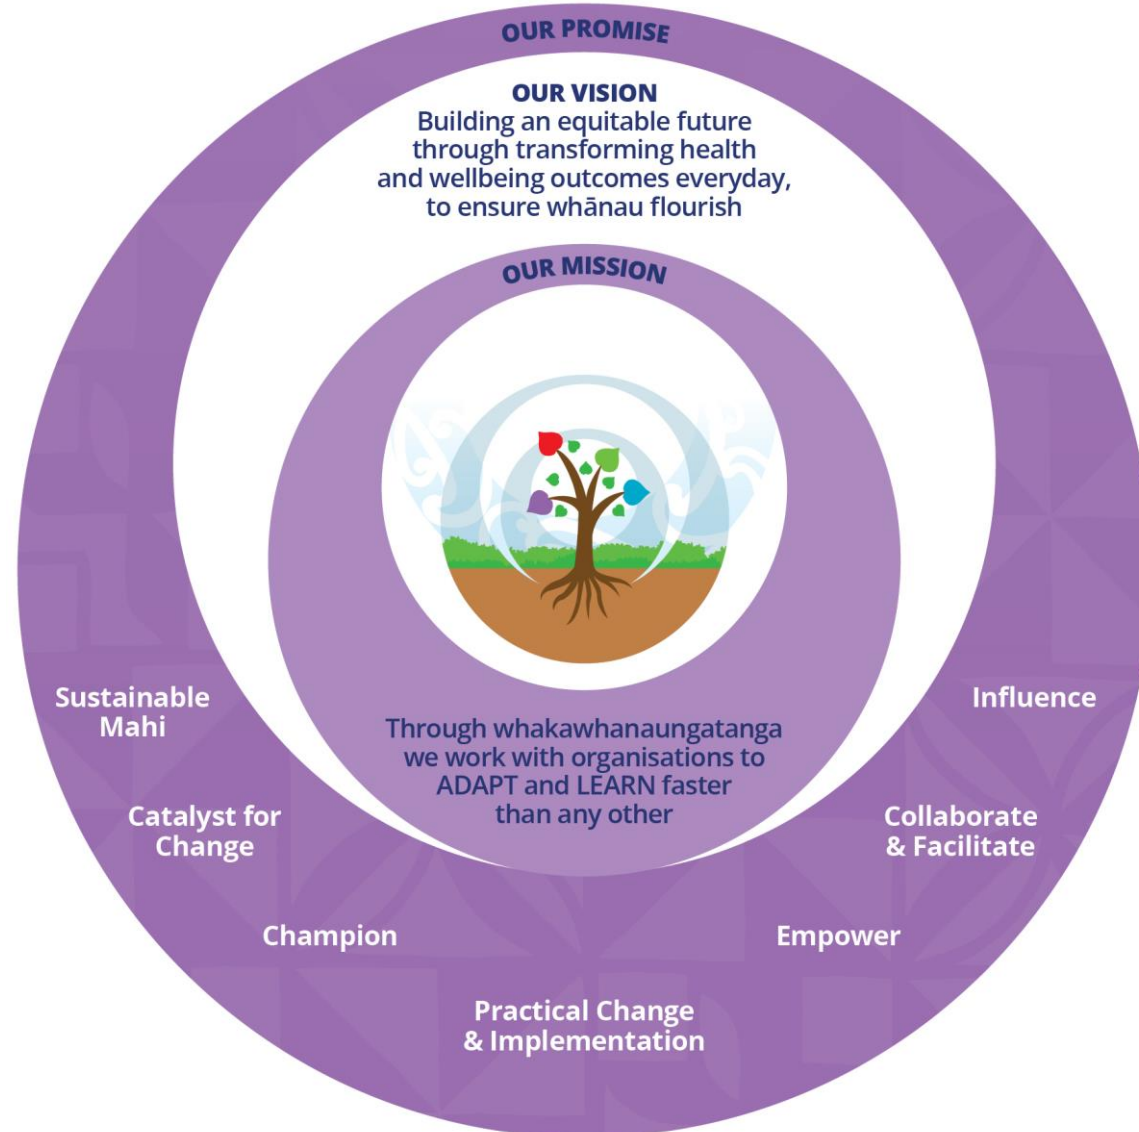 OUR PROMISE
OUR VISION
Building an equitable future
through transforming health
and wellbeing outcomes everyday,
to ensure whānau flourish
OUR MISSION
Through whakawhanaungatanga
we work with organisations to
ADAPT and LEARN faster
than any other
Sustainable
Mahi
Catalyst for
Change
Champion
Practical Change
& Implementation
Empower
Collaborate
& Facilitate
Influence